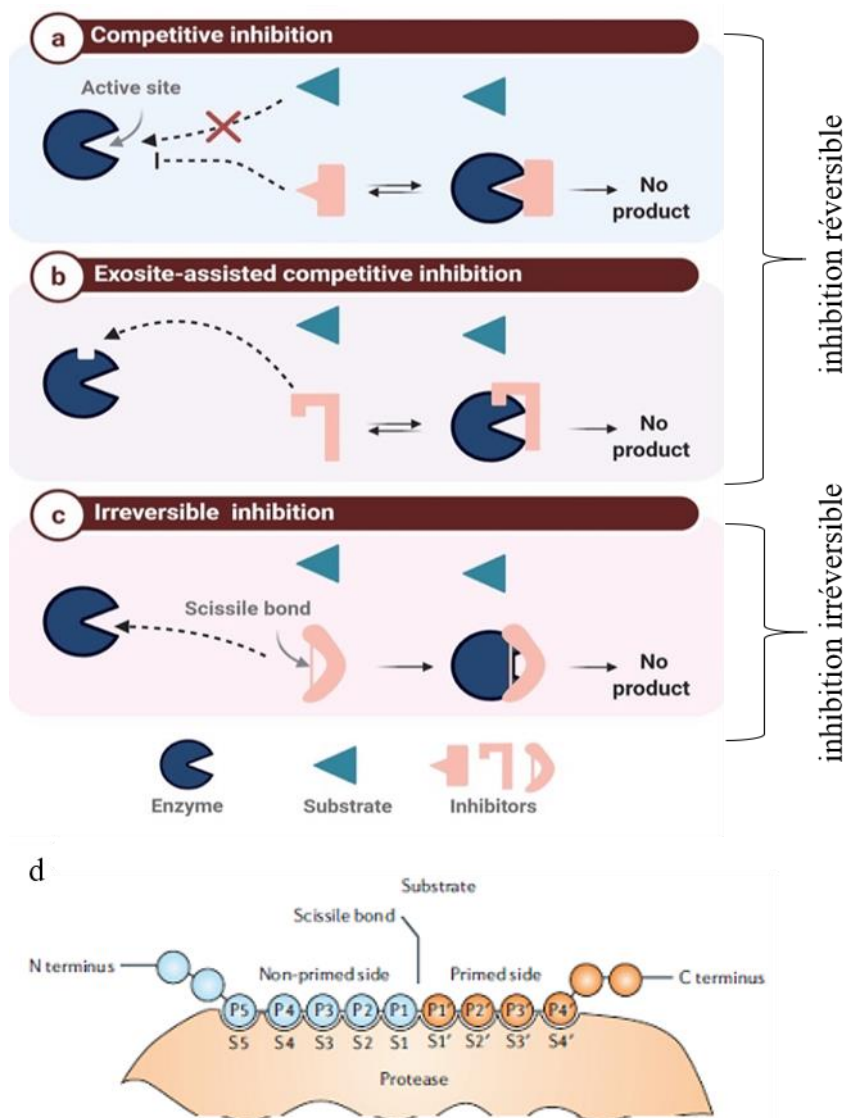 a Competitive inhibition
Active site
No
product
inhibition réversible
b Exosite-assisted competitive inhibition
No
product
c Irreversible inhibition
Scissile bond
No
product
inhibition irréversible
Enzyme Substrate Inhibitors
d
Substrate
Scissile bond
N terminus Non-primed side Primed side C terminus
P5 P4 P3 P2 P1 P1′ P2′ P3′ P4′
S5 S4 S3 S2 S1 S1′ S2′ S3′ S4′
Protease